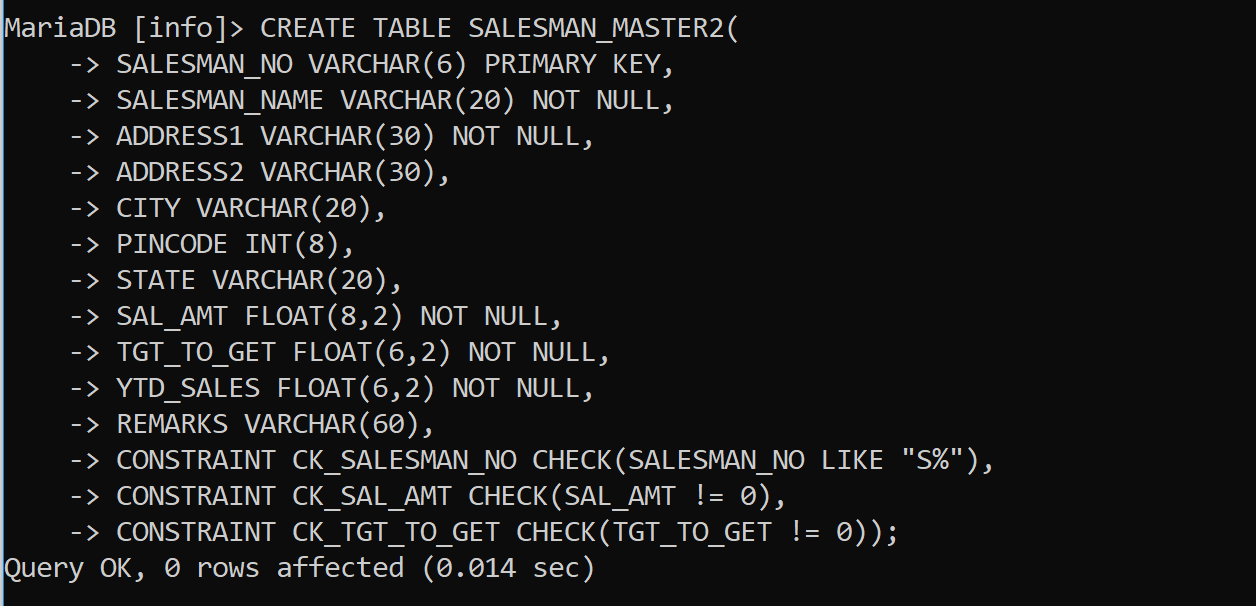 MariaDB [info]> CREATE TABLE SALESMAN_MASTER2(
    -> SALESMAN_NO VARCHAR(6) PRIMARY KEY,
    -> SALESMAN_NAME VARCHAR(20) NOT NULL,
    -> ADDRESS1 VARCHAR(30) NOT NULL,
    -> ADDRESS2 VARCHAR(30),
    -> CITY VARCHAR(20),
    -> PINCODE INT(8),
    -> STATE VARCHAR(20),
    -> SAL_AMT FLOAT(8,2) NOT NULL,
    -> TGT_TO_GET FLOAT(6,2) NOT NULL,
    -> YTD_SALES FLOAT(6,2) NOT NULL,
    -> REMARKS VARCHAR(60),
    -> CONSTRAINT CK_SALESMAN_NO CHECK(SALESMAN_NO LIKE "S%"),
    -> CONSTRAINT CK_SAL_AMT CHECK(SAL_AMT != 0),
    -> CONSTRAINT CK_TGT_TO_GET CHECK(TGT_TO_GET != 0));
Query OK, 0 rows affected (0.014 sec)